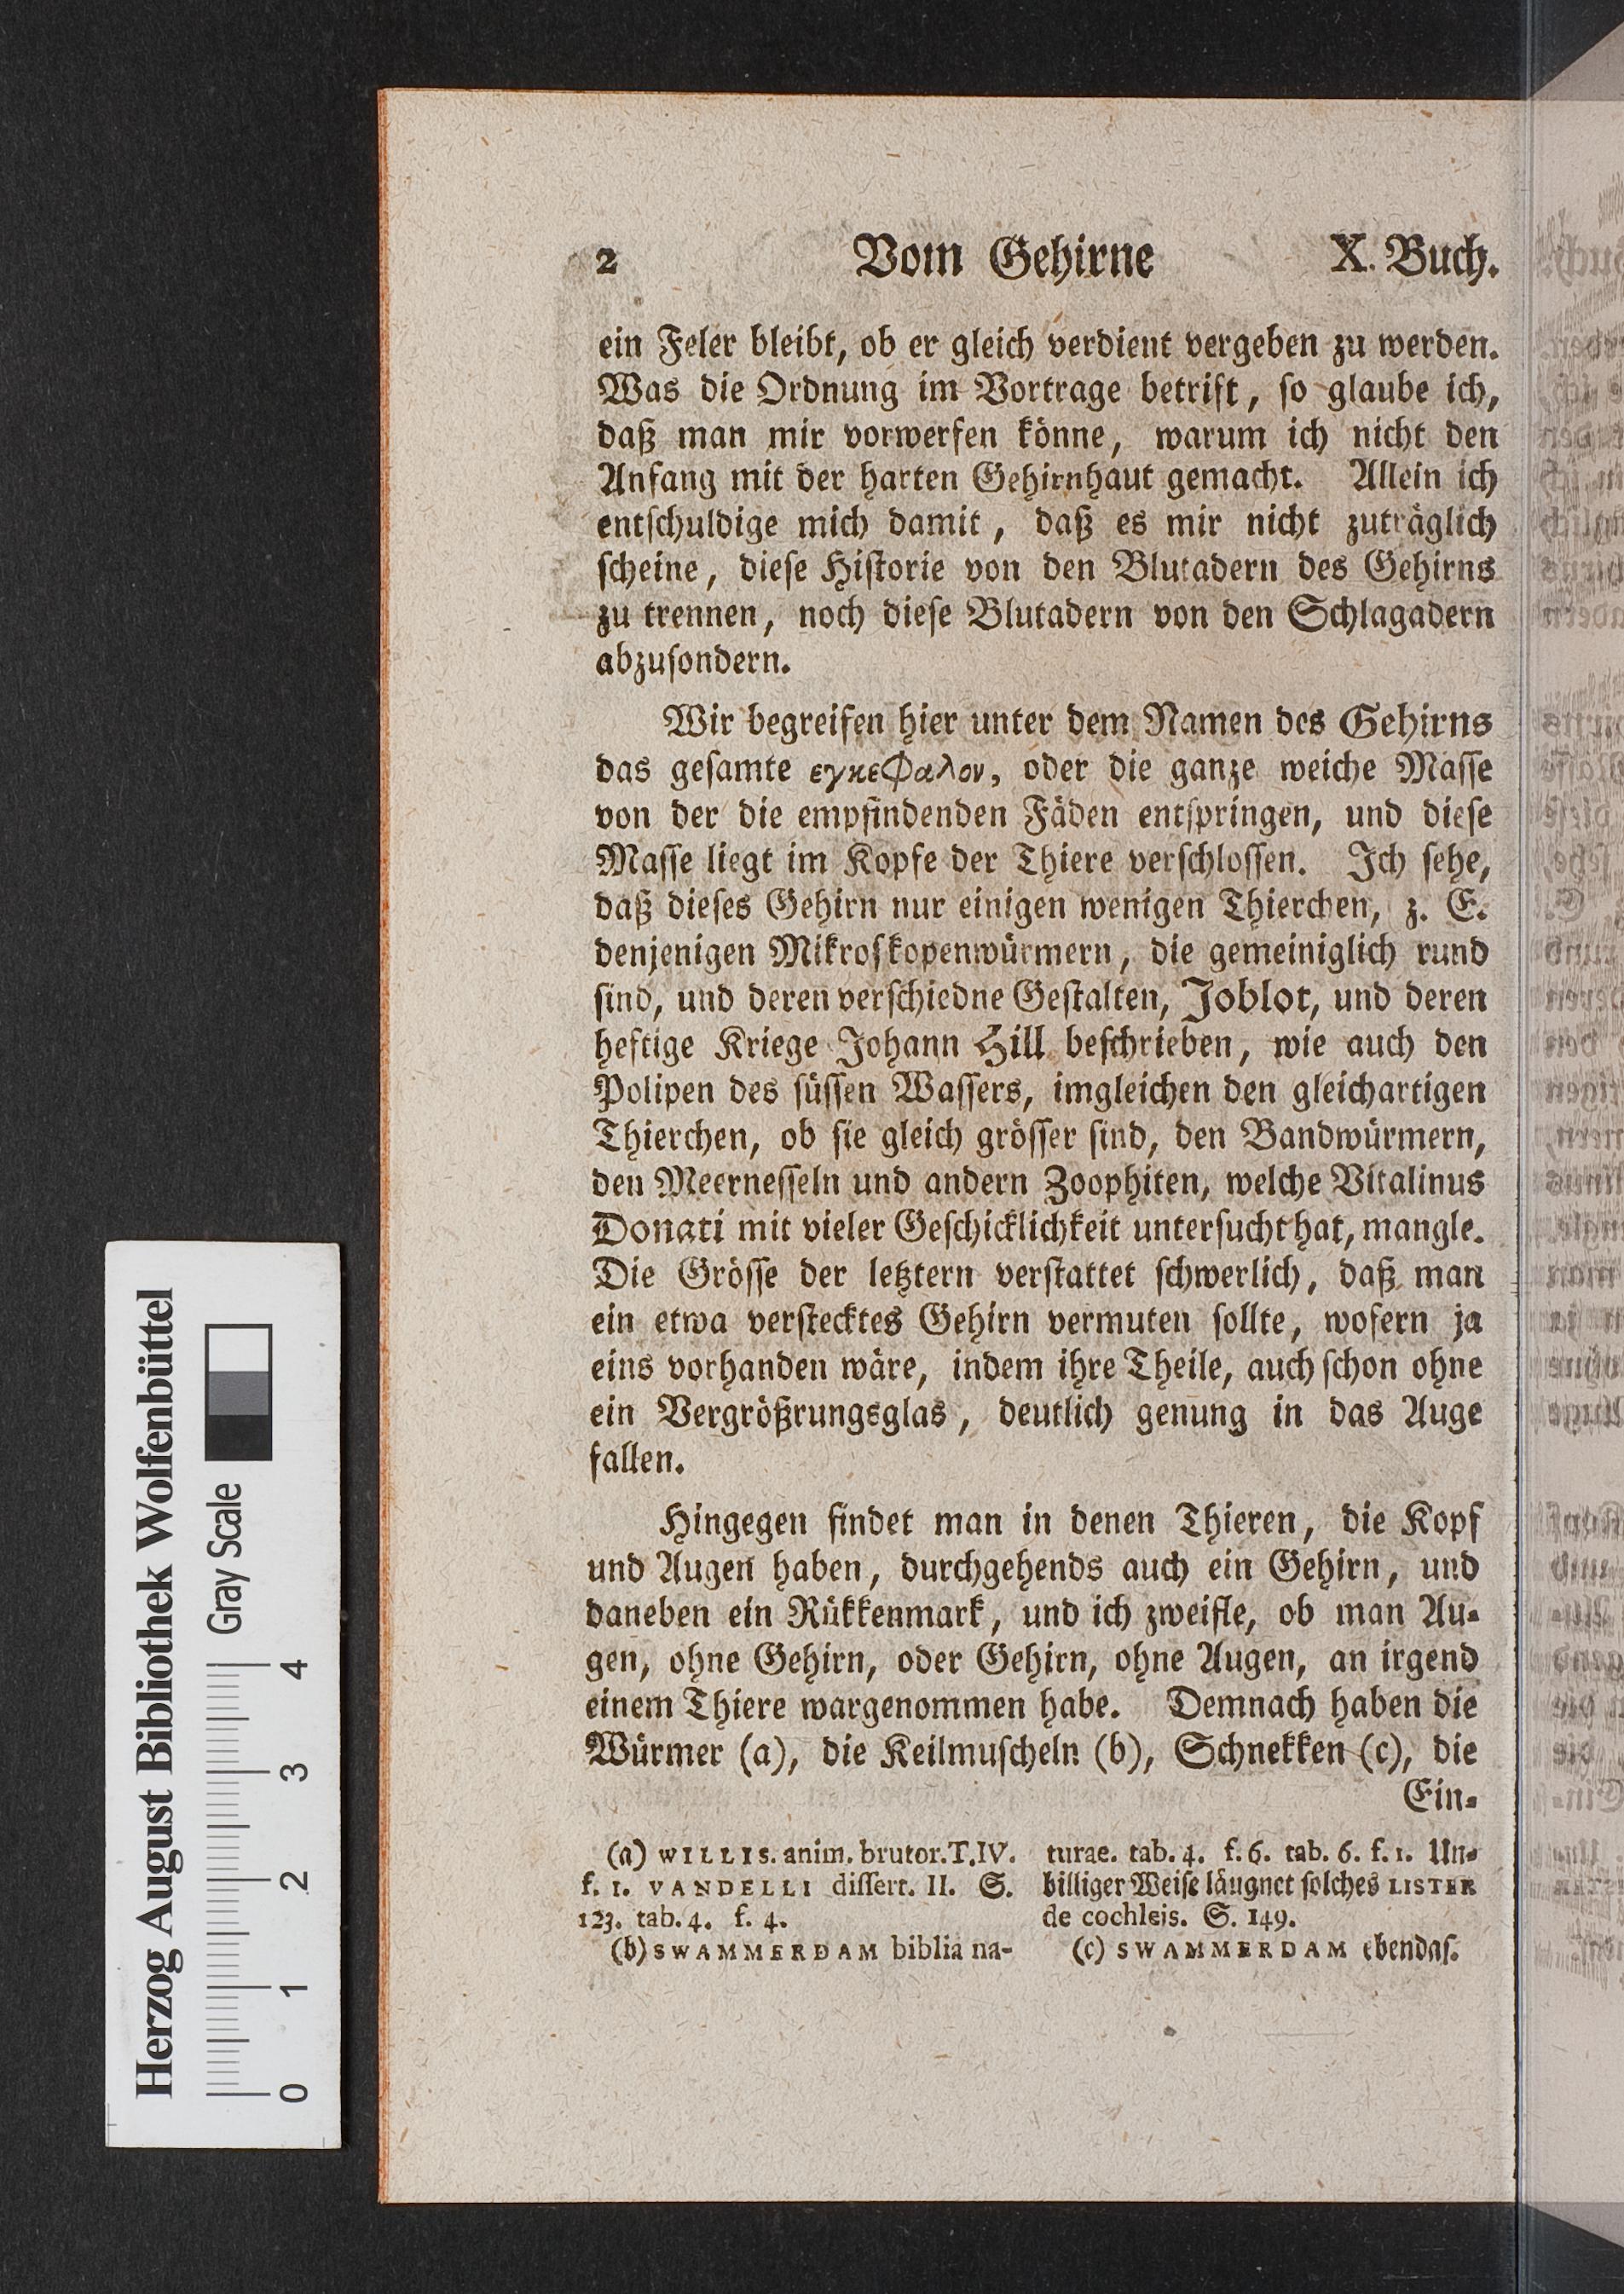 2 Vom Gehirne X. Buch.
ein Feler bleibt, ob er gleich verdient vergeben zu werden.
Was die Ordnung im Vortrage betrift, so glaube ich,
daß man mir vorwerfen könne, warum ich nicht den
Anfang mit der harten Gehirnhaut gemacht. Allein ich
entschuldige mich damit, daß es mir nicht zuträglich
scheine, diese Historie von den Blutadern des Gehirns
zu trennen, noch diese Blutadern von den Schlagadern
abzusondern.
Wir begreifen hier unter dem Namen des Gehirns
das gesamte εγκεφαλον, oder die ganze weiche Masse
von der die empfindenden Fäden entspringen, und diese
Masse liegt im Kopfe der Thiere verschlossen. Ich sehe,
daß dieses Gehirn nur einigen wenigen Thierchen, z. E.
denjenigen Mikroskopenwürmern, die gemeiniglich rund
sind, und deren verschiedne Gestalten, Joblot, und deren
heftige Kriege Johann Hill beschrieben, wie auch den
Polipen des süssen Wassers, imgleichen den gleichartigen
Thierchen, ob sie gleich grösser sind, den Bandwürmern,
den Meernesseln und andern Zoophiten, welche Vitalinus
Donati mit vieler Geschicklichkeit untersucht hat, mangle.
Die Grösse der letztern verstattet schwerlich, daß man
ein etwa verstecktes Gehirn vermuten sollte, wofern ja
eins vorhanden wäre, indem ihre Theile, auch schon ohne
ein Vergrößrungsglas, deutlich genung in das Auge
fallen.
Hingegen findet man in denen Thieren, die Kopf
und Augen haben, durchgehends auch ein Gehirn, und
daneben ein Rükkenmark, und ich zweifle, ob man Au-
gen, ohne Gehirn, oder Gehirn, ohne Augen, an irgend
einem Thiere wargenommen habe. Demnach haben die
Würmer (a), die Keilmuscheln (b), Schnekken (c), die
Ein-
(a) WILLIS. anim. brutor. T. IV.
f. 1. VANDELLI dissert. II. S.
123. tab. 4. f. 4.
(b) SWAMMERDAM biblia na-
turae. tab. 4. f. 6. tab. 6. f. 1. Un-
billiger Weise läugnet solches LISTER
de cochleis. S. 149.
(c) SWAMMERDAM ebendas.
Herzog August Bibliothek Wolfenbüttel
Gray Scale
0 1 2 3 4